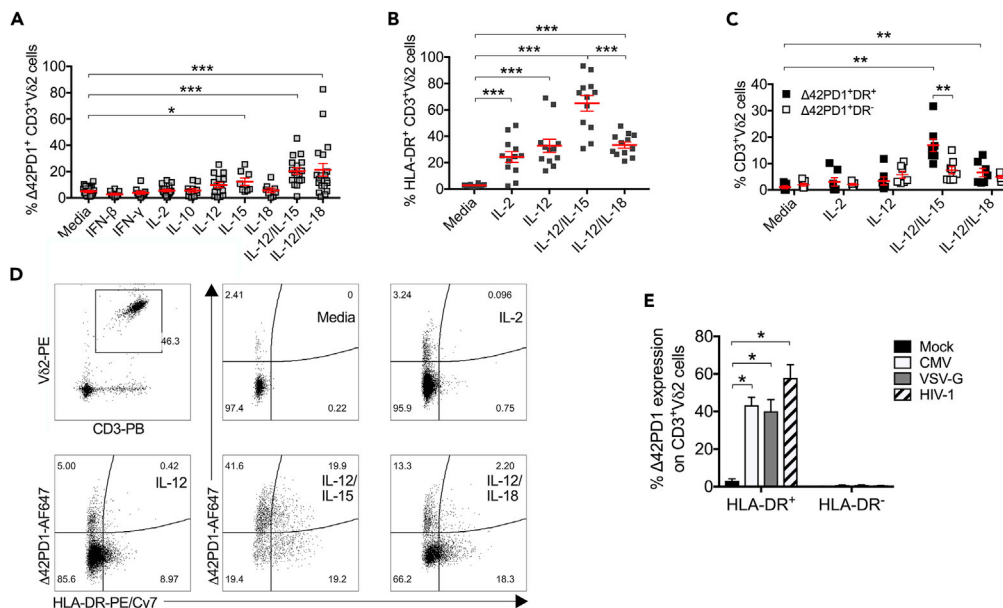 A
% Δ42PD1⁺ CD3⁺Vδ2 cells
100
80
60
40
20
0
***
***
*
Media
IFN-β
IFN-γ
IL-2
IL-10
IL-12
IL-15
IL-18
IL-12/IL-15
IL-12/IL-18
B
% HLA-DR⁺ CD3⁺Vδ2 cells
100
80
60
40
20
0
***
*** ***
***
***
Media
IL-2
IL-12
IL-12/IL-15
IL-12/IL-18
C
% CD3⁺Vδ2 cells
40
30
20
10
0
**
**
**
Δ42PD1⁺DR⁺
Δ42PD1⁺DR⁻
Media
IL-2
IL-12
IL-12/IL-15
IL-12/IL-18
D
Vδ2-PE
46.3
CD3-PB
2.41 0
Media
97.4 0.22
3.24 0.096
IL-2
95.9 0.75
Δ42PD1-AF647
5.00 0.42
IL-12
85.6 8.97
Δ42PD1-AF647
41.6 19.9
IL-12/
IL-15
19.4 19.2
13.3 2.20
IL-12/
IL-18
66.2 18.3
HLA-DR-PE/Cy7
E
% Δ42PD1 expression
on CD3⁺Vδ2 cells
80
60
40
20
0
*
*
*
Mock
CMV
VSV-G
HIV-1
HLA-DR⁺
HLA-DR⁻